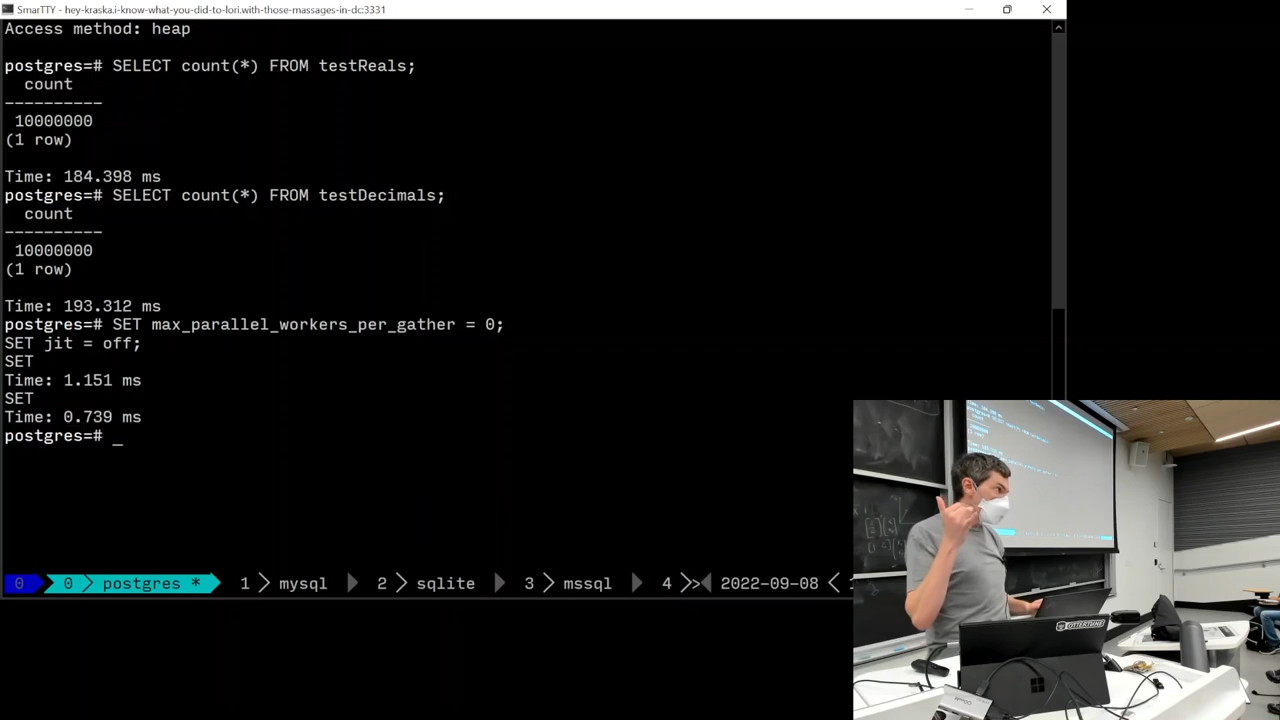 SmarTTY - hey-kraska.i-know-what-you-did-to-lori.with-those-massages-in-dc:3331
Access method: heap
postgres=# SELECT count(*) FROM testReals;
count
----------
10000000
(1 row)
Time: 184.398 ms
postgres=# SELECT count(*) FROM testDecimals;
count
----------
10000000
(1 row)
Time: 193.312 ms
postgres=# SET max_parallel_workers_per_gather = 0;
SET jit = off;
SET
Time: 1.151 ms
SET
Time: 0.739 ms
postgres=# _
0 0 postgres * 1 mysql 2 sqlite 3 mssql 4 >> 2022-09-08
OTTERTUNE